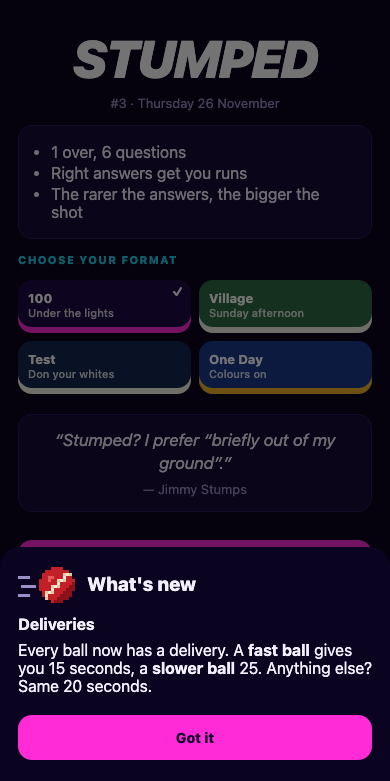 STUMPED
#3 · Thursday 26 November
• 1 over, 6 questions
• Right answers get you runs
• The rarer the answers, the bigger the
shot
CHOOSE YOUR FORMAT
100
Under the lights
Village
Sunday afternoon
Test
Don your whites
One Day
Colours on
“Stumped? I prefer “briefly out of my
ground”.”
— Jimmy Stumps
What's new
Deliveries
Every ball now has a delivery. A fast ball gives
you 15 seconds, a slower ball 25. Anything else?
Same 20 seconds.
Got it